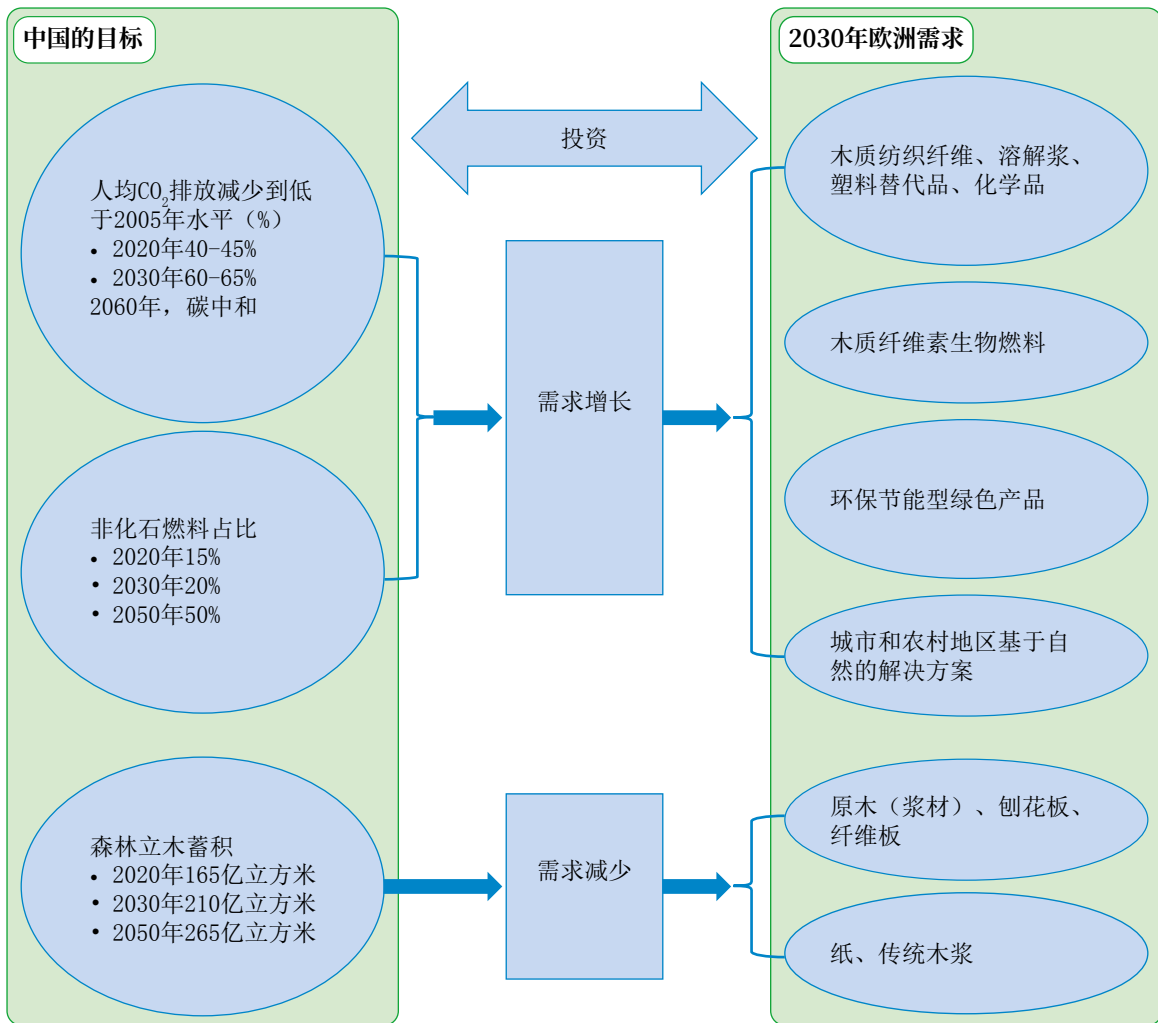 中国的目标
人均CO₂排放减少到低
于2005年水平（%）
• 2020年40-45%
• 2030年60-65%
2060年，碳中和
非化石燃料占比
• 2020年15%
• 2030年20%
• 2050年50%
森林立木蓄积
• 2020年165亿立方米
• 2030年210亿立方米
• 2050年265亿立方米
投资
需求增长
需求减少
2030年欧洲需求
木质纺织纤维、溶解浆、
塑料替代品、化学品
木质纤维素生物燃料
环保节能型绿色产品
城市和农村地区基于自
然的解决方案
原木（浆材）、刨花板、
纤维板
纸、传统木浆